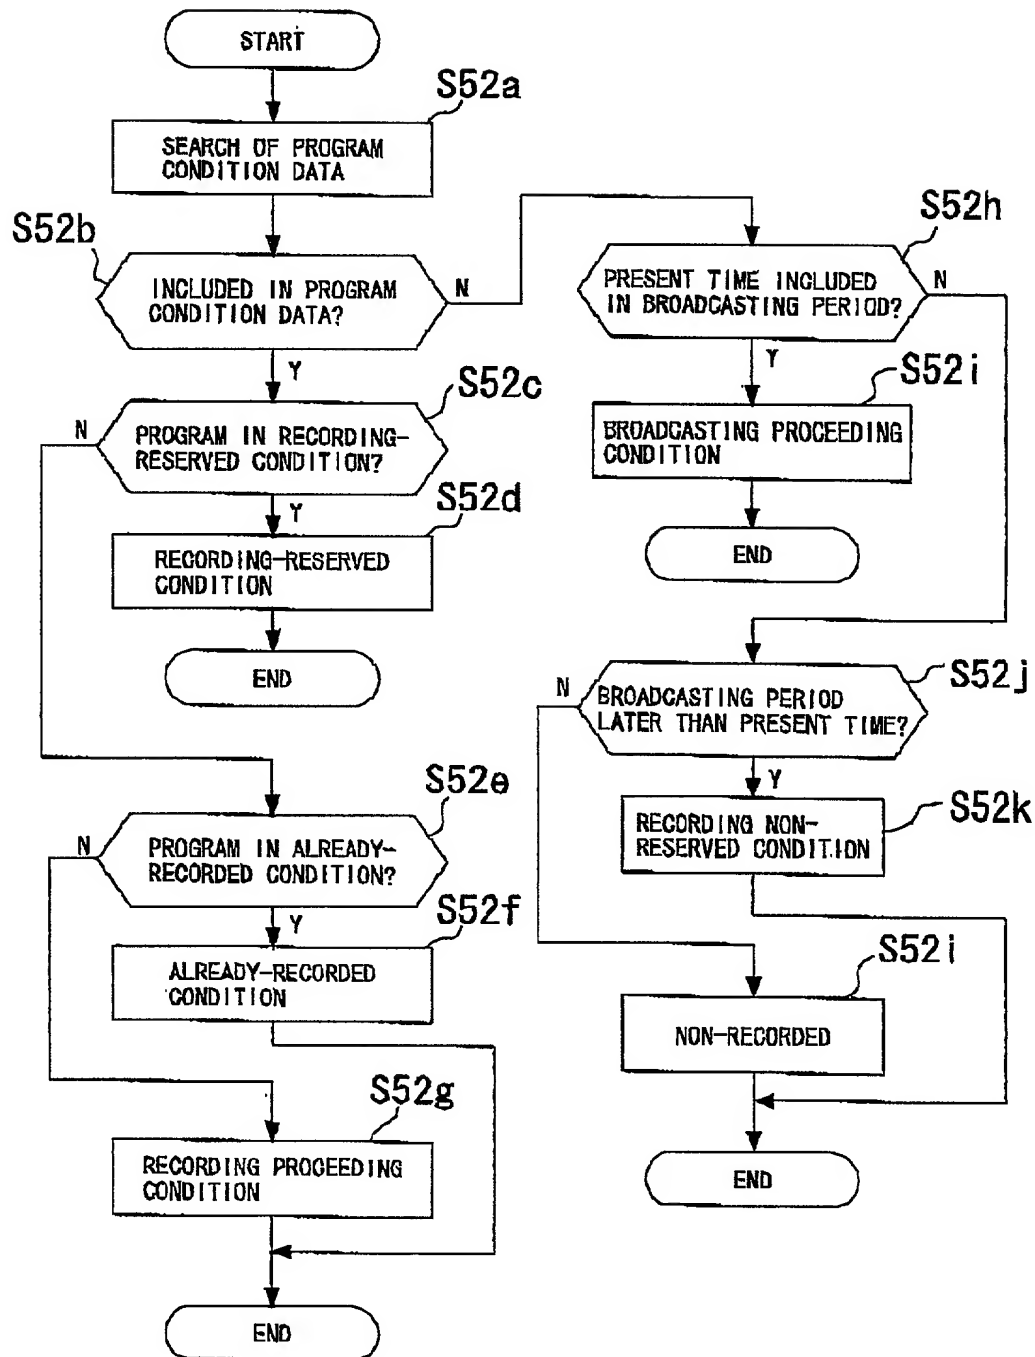 START
S52a
SEARCH OF PROGRAM
CONDITION DATA
S52b
INCLUDED IN PROGRAM
CONDITION DATA?
N
Y
S52c
N
PROGRAM IN RECORDING-
RESERVED CONDITION?
Y
S52d
RECORDING-RESERVED
CONDITION
END
S52e
N
PROGRAM IN ALREADY-
RECORDED CONDITION?
Y
S52f
ALREADY-RECORDED
CONDITION
S52g
RECORDING PROCEEDING
CONDITION
END
S52h
PRESENT TIME INCLUDED
IN BROADCASTING PERIOD?
N
Y
S52i
BROADCASTING PROCEEDING
CONDITION
END
S52j
N
BROADCASTING PERIOD
LATER THAN PRESENT TIME?
Y
S52k
RECORDING NON-
RESERVED CONDITION
S52i
NON-RECORDED
END